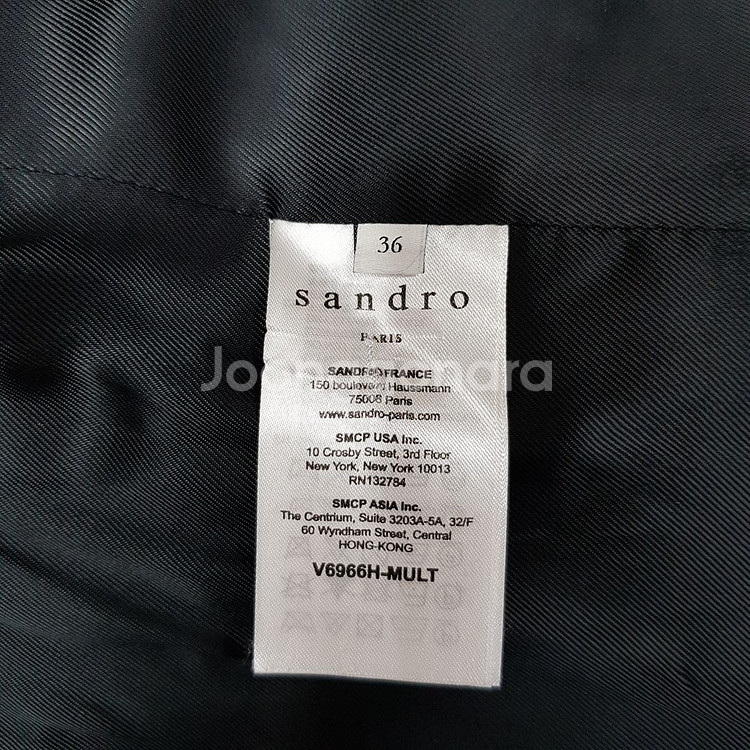 36
sandro
PARIS
SANDRO FRANCE
150 boulevard Haussmann
75008 Paris
www.sandro-paris.com
SMCP USA Inc.
10 Crosby Street, 3rd Floor
New York, New York 10013
RN132784
SMCP ASIA Inc.
The Centrium, Suite 3203A-5A, 32/F
60 Wyndham Street, Central
HONG-KONG
V6966H-MULT